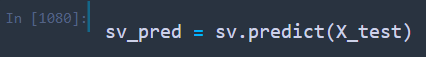 In [1080]:
sv_pred = sv.predict(X_test)